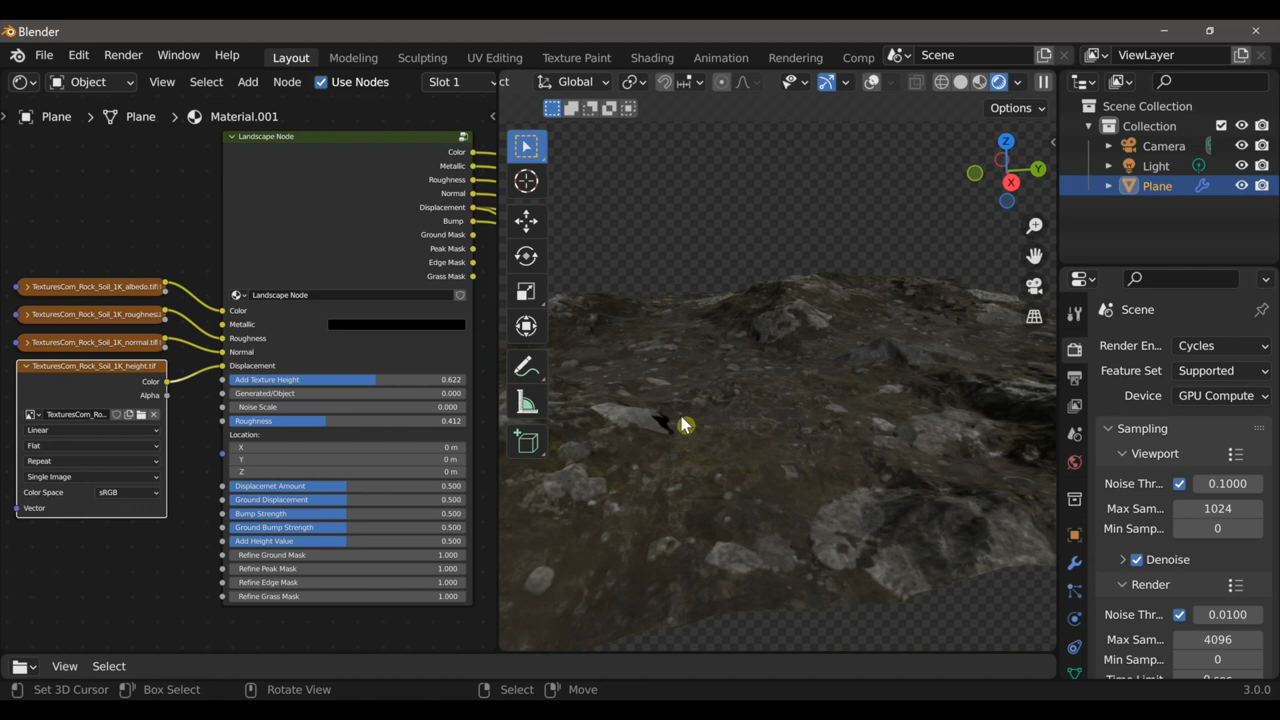 Blender
File Edit Render Window Help Layout Modeling Sculpting UV Editing Texture Paint Shading Animation Rendering Comp Scene ViewLayer
Object View Select Add Node Use Nodes Slot 1 ct Global
Options
Plane Plane Material.001
Landscape Node
Color
Metallic
Roughness
Normal
Displacement
Bump
Ground Mask
Peak Mask
Edge Mask
Grass Mask
Landscape Node
Color
Metallic
Roughness
Normal
Displacement
Add Texture Height 0.622
Generated/Object 0.000
Noise Scale 0.000
Roughness 0.412
Location:
X 0 m
Y 0 m
Z 0 m
Displacemet Amount 0.500
Ground Displacement 0.500
Bump Strength 0.500
Ground Bump Strength 0.500
Add Height Value 0.500
Refine Ground Mask 1.000
Refine Peak Mask 1.000
Refine Edge Mask 1.000
Refine Grass Mask 1.000
TexturesCom_Rock_Soil_1K_albedo.tif
TexturesCom_Rock_Soil_1K_roughness.
TexturesCom_Rock_Soil_1K_normal.tif
TexturesCom_Rock_Soil_1K_height.tif
Color
Alpha
TexturesCom_Ro...
Linear
Flat
Repeat
Single Image
Color Space sRGB
Vector
Z
Y
X
Scene Collection
Collection
Camera
Light
Plane
Scene
Render En... Cycles
Feature Set Supported
Device GPU Compute
Sampling
Viewport
Noise Thr... 0.1000
Max Sam... 1024
Min Samp... 0
Denoise
Render
Noise Thr... 0.0100
Max Sam... 4096
Min Samp... 0
View Select
Set 3D Cursor Box Select Rotate View Select Move 3.0.0